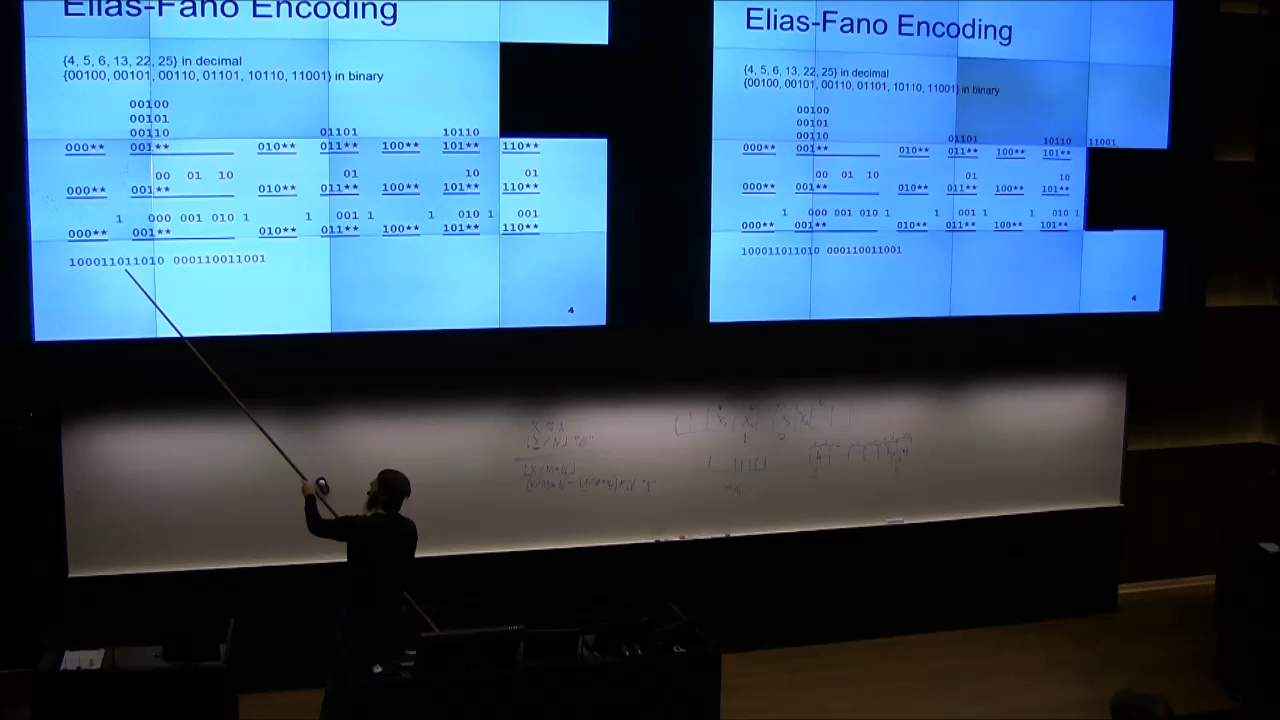 Elias-Fano Encoding
{4, 5, 6, 13, 22, 25} in decimal
{00100, 00101, 00110, 01101, 10110, 11001} in binary
00100
00101
00110 01101 10110
000** 001** 010** 011** 100** 101** 110**
00 01 10 01 10 01
000** 001** 010** 011** 100** 101** 110**
1 000 001 010 1 1 001 1 1 010 1 001
000** 001** 010** 011** 100** 101** 110**
100011011010 000110011001
4
Elias-Fano Encoding
{4, 5, 6, 13, 22, 25} in decimal
{00100, 00101, 00110, 01101, 10110, 11001} in binary
00100
00101
00110 01101 10110 11001
000** 001** 010** 011** 100** 101**
00 01 10 01 10
000** 001** 010** 011** 100** 101**
1 000 001 010 1 1 001 1 1 010 1
000** 001** 010** 011** 100** 101**
100011011010 000110011001
4